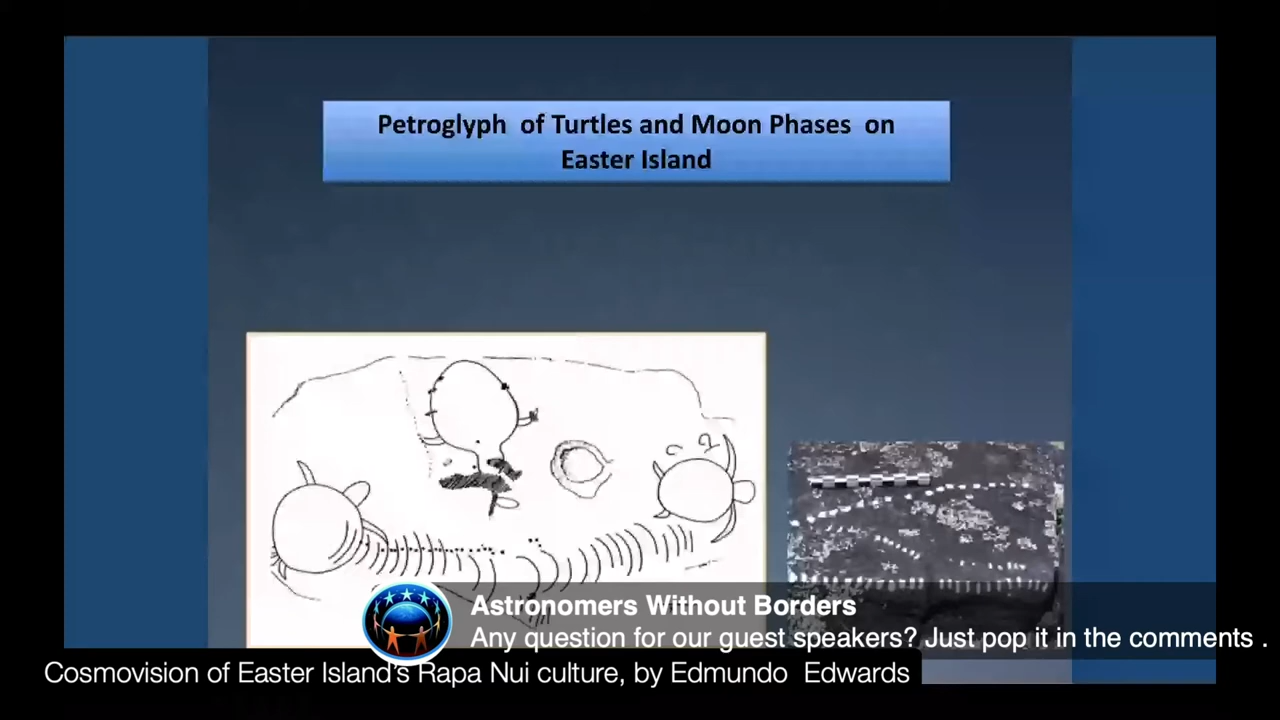 Petroglyph of Turtles and Moon Phases on
Easter Island
Astronomers Without Borders
Any question for our guest speakers? Just pop it in the comments .
Cosmovision of Easter Island's Rapa Nui culture, by Edmundo Edwards